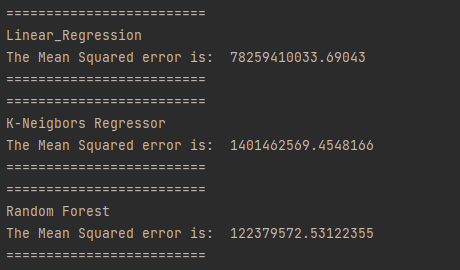 =========================
Linear_Regression
The Mean Squared error is:  78259410033.69043
=========================
=========================
K-Neigbors Regressor
The Mean Squared error is:  1401462569.4548166
=========================
=========================
Random Forest
The Mean Squared error is:  122379572.53122355
=========================